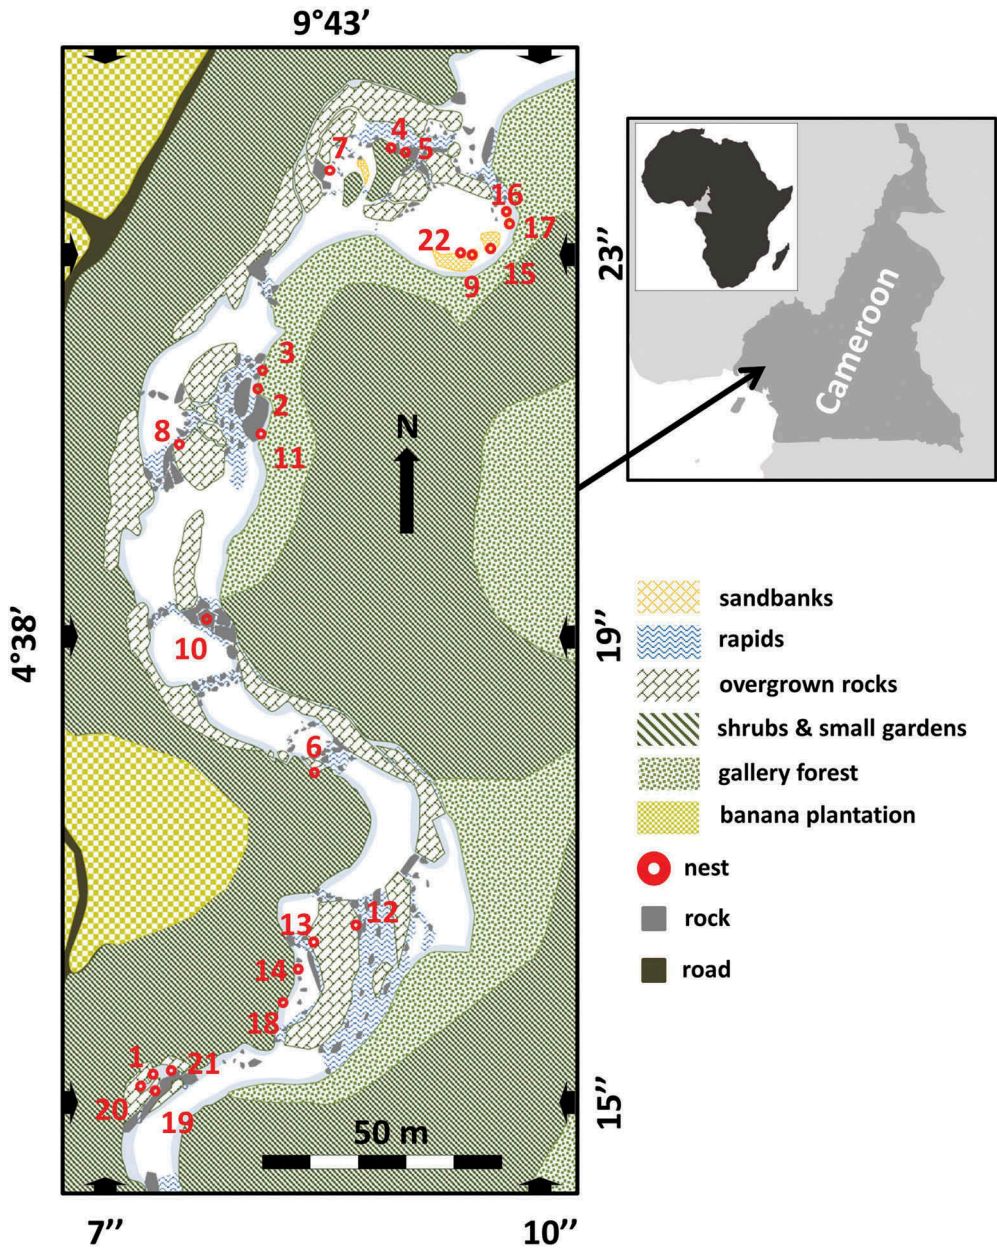 9°43’
4
7
5
16
17
22
15
9
23’’
Cameroon
3
2
8
11
N
10
4°38’
19’’
6
sandbanks
rapids
overgrown rocks
shrubs & small gardens
gallery forest
banana plantation
nest
rock
road
13
12
14
18
1
21
20
19
15’’
50 m
7’’
10’’